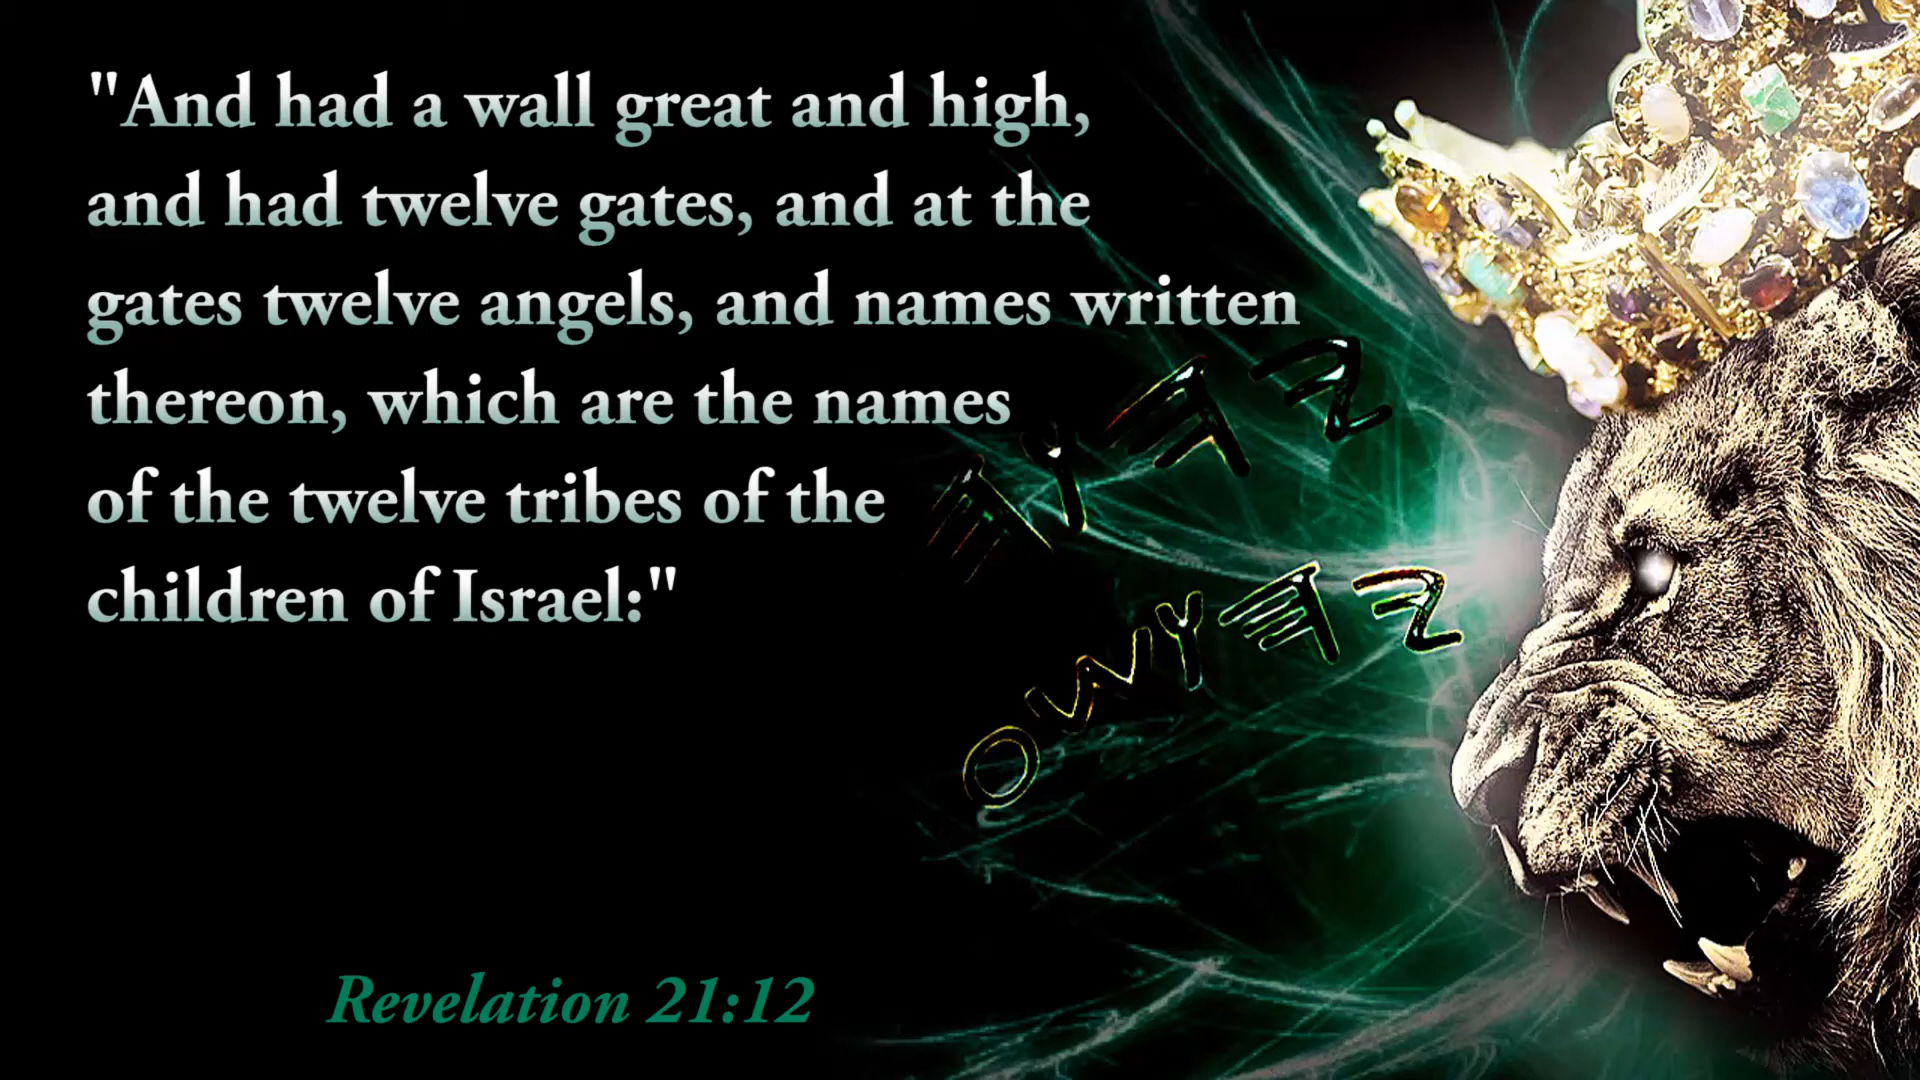 "And had a wall great and high,
and had twelve gates, and at the
gates twelve angels, and names written
thereon, which are the names
of the twelve tribes of the
children of Israel:"
𐤉𐤄𐤅𐤄
𐤉𐤄𐤅𐤔𐤏
Revelation 21:12